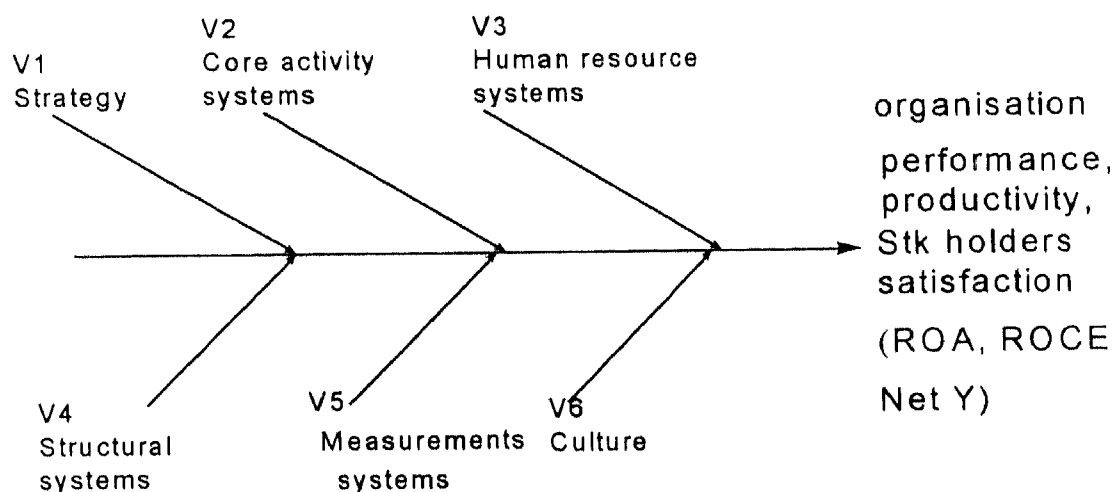 V1
Strategy
V2
Core activity
systems
V3
Human resource
systems
organisation
performance,
productivity,
Stk holders
satisfaction
(ROA, ROCE
Net Y)
V4
Structural
systems
V5
Measurements
systems
V6
Culture